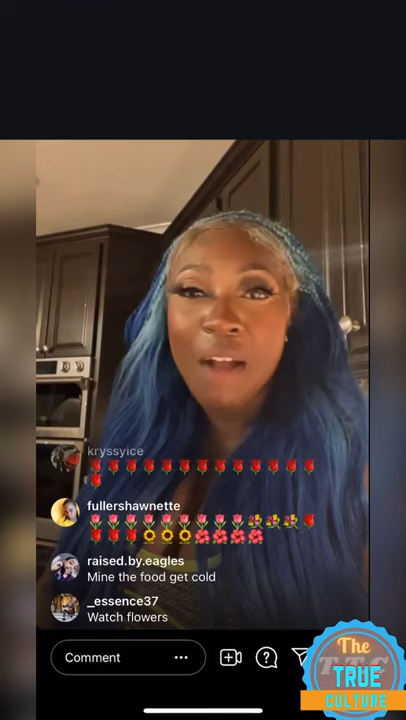 kryssyice
fullershawnette
raised.by.eagles
Mine the food get cold
_essence37
Watch flowers
Comment
The
TRUE
CULTURE